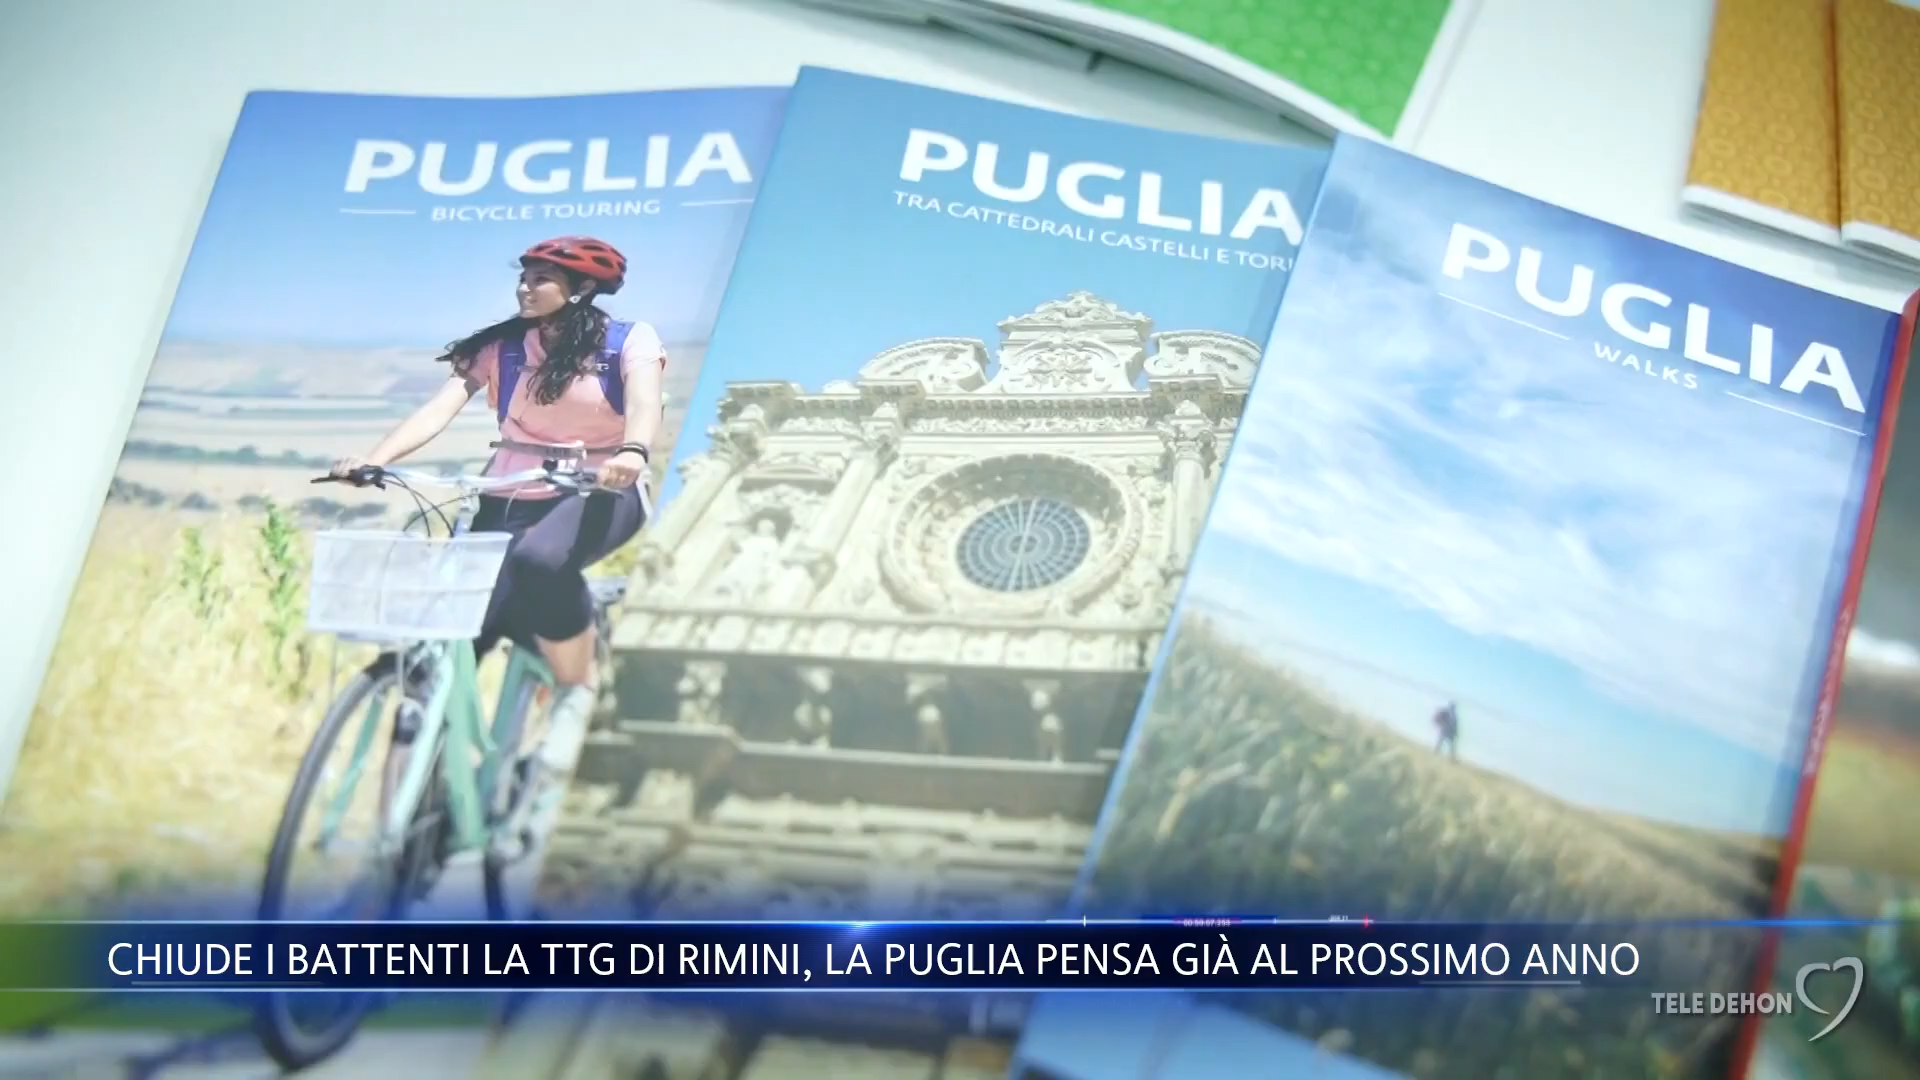 PUGLIA
BICYCLE TOURING
PUGLIA
TRA CATTEDRALI CASTELLI E
PUGLIA
WALKS
CHIUDE I BATTENTI LA TTG DI RIMINI, LA PUGLIA PENSA GIÀ AL PROSSIMO ANNO
TELE DEHON